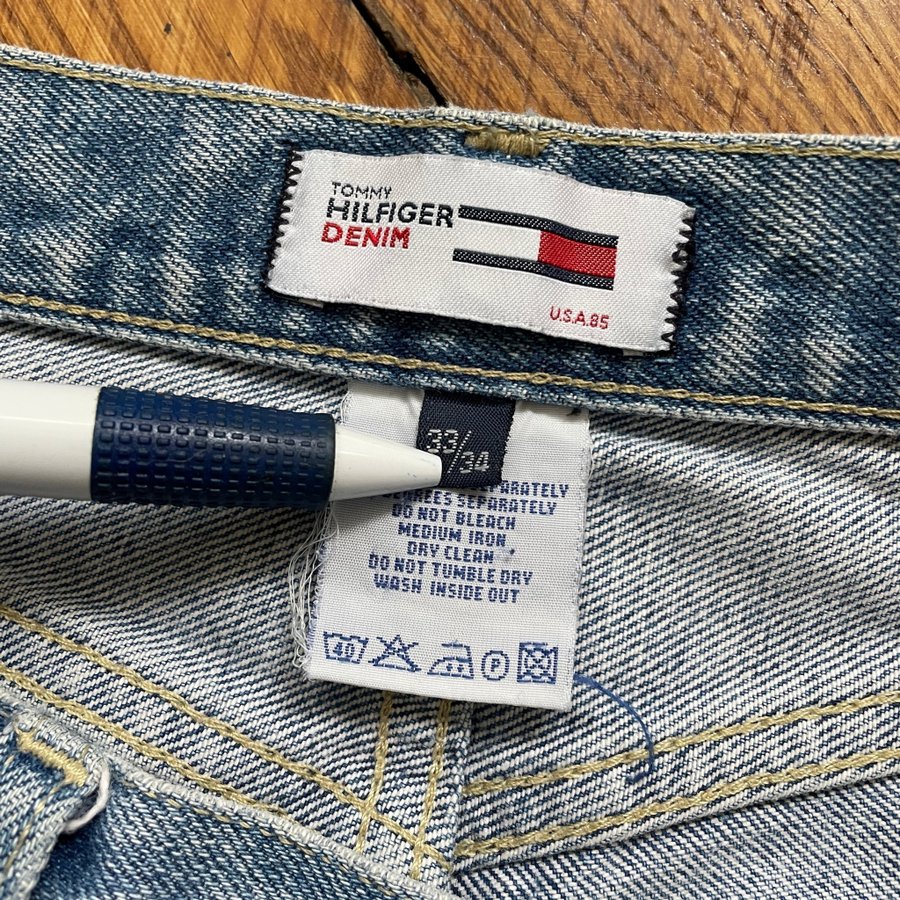 TOMMY
HILFIGER
DENIM
U.S.A.85
33/
/34
SEPARATELY
DEGREES SEPARATELY
DO NOT BLEACH
MEDIUM IRON
DRY CLEAN
DO NOT TUMBLE DRY
WASH INSIDE OUT
40 P